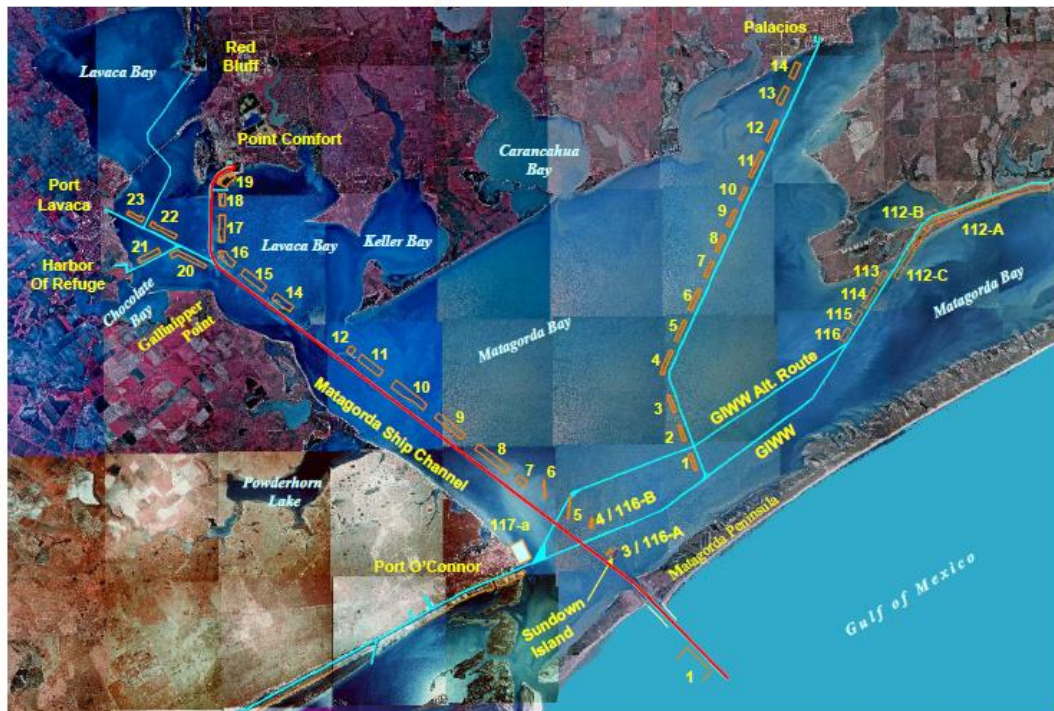 Palacios
Red
Bluff
Lavaca Bay
14
13
Point Comfort
12
Carancahua
Bay
11
19
Port
Lavaca
23
18
10
22
17
9
112-B
112-A
Lavaca Bay
Keller Bay
8
21
16
7
113
112-C
Harbor
Of Refuge
20
15
Matagorda Bay
Chocolate
Bay
14
6
114
115
Gallinipper
Point
5
116
12
11
Matagorda Bay
4
10
3
GIWW Alt. Route
Matagorda Ship Channel
9
2
GIWW
8
1
7
6
Powderhorn
Lake
5
4 / 116-B
117-a
3 / 116-A
Matagorda Peninsula
Port O'Connor
Sundown
Island
Gulf of Mexico
1